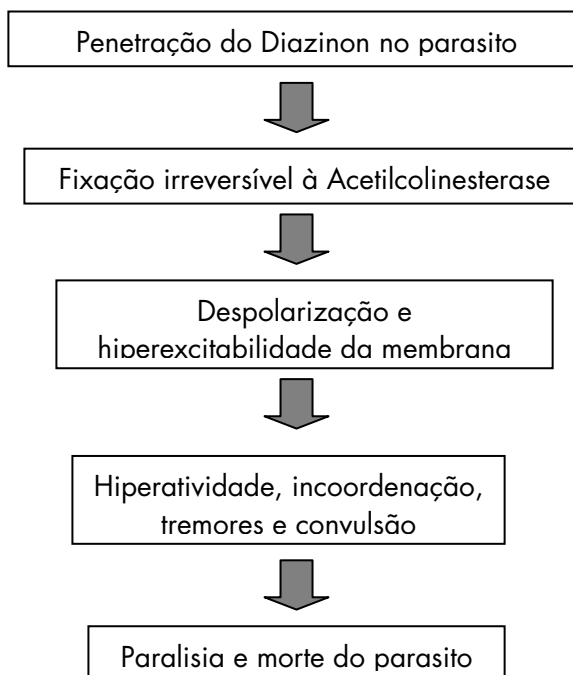 Penetração do Diazinon no parasito
Fixação irreversível à Acetilcolinesterase
Despolarização e
hiperexcitabilidade da membrana
Hiperatividade, incoordenação,
tremores e convulsão
Paralisia e morte do parasito